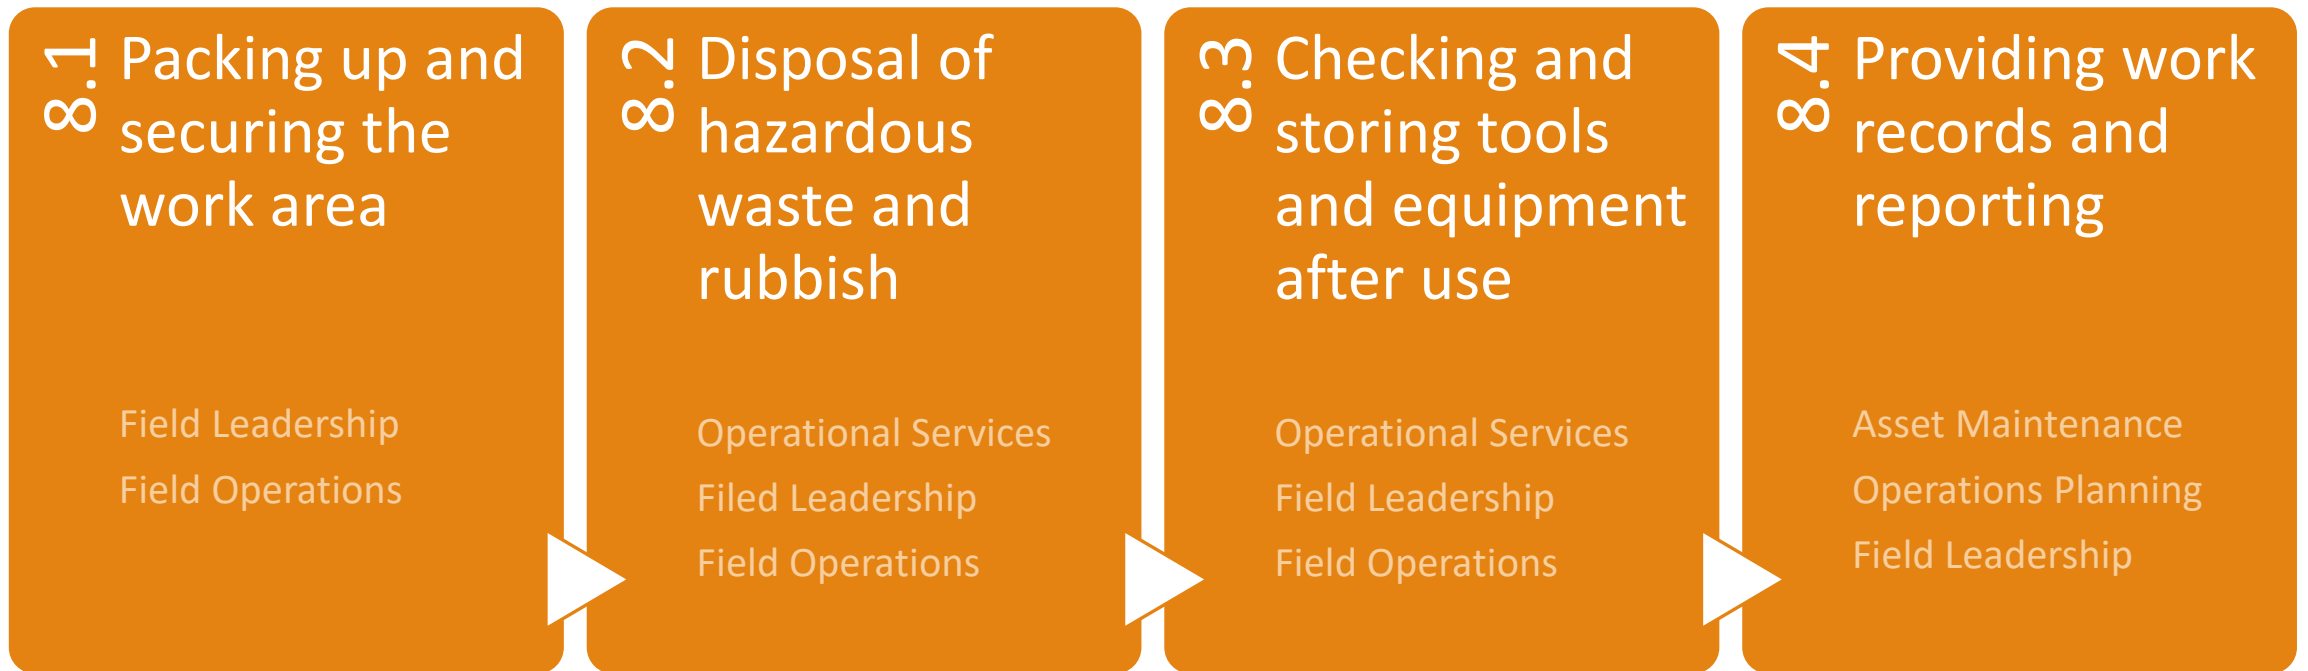 8.1
Packing up and
securing the
work area
Field Leadership
Field Operations
8.2
Disposal of
hazardous
waste and
rubbish
Operational Services
Filed Leadership
Field Operations
8.3
Checking and
storing tools
and equipment
after use
Operational Services
Field Leadership
Field Operations
8.4
Providing work
records and
reporting
Asset Maintenance
Operations Planning
Field Leadership